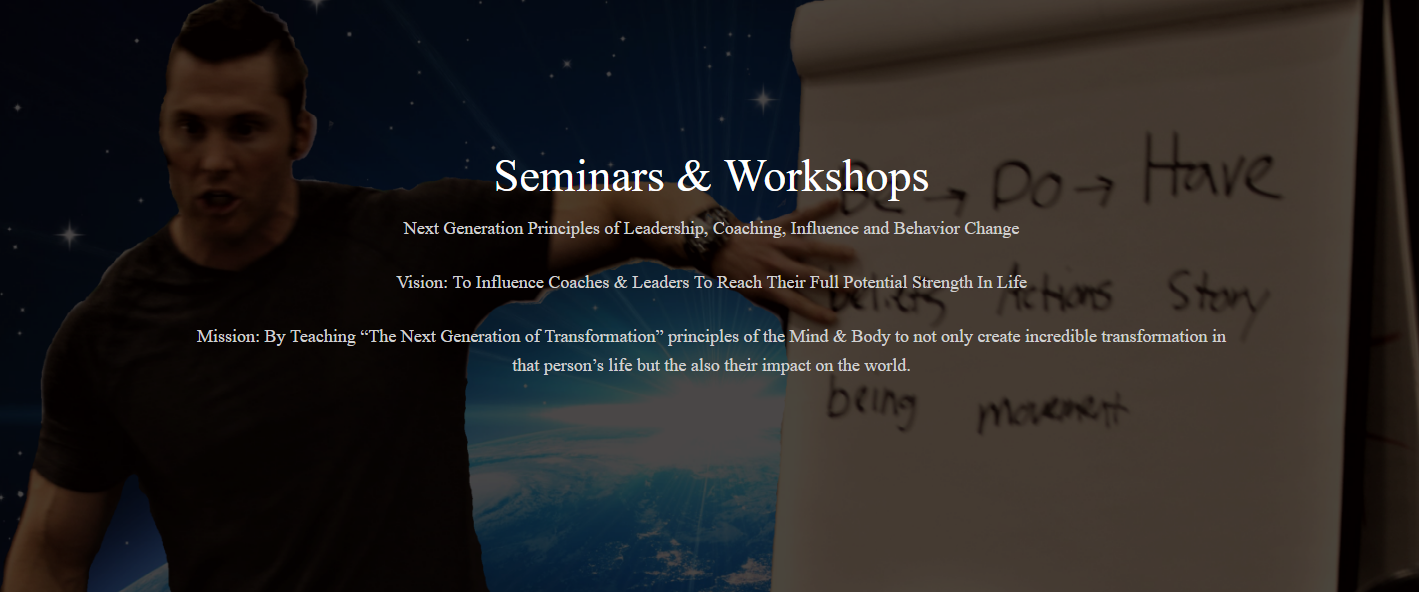 Seminars & Workshops
Next Generation Principles of Leadership, Coaching, Influence and Behavior Change
Vision: To Influence Coaches & Leaders To Reach Their Full Potential Strength In Life
Mission: By Teaching “The Next Generation of Transformation” principles of the Mind & Body to not only create incredible transformation in
that person’s life but the also their impact on the world.
Be → Do → Have
beliefs Actions Story
being movement